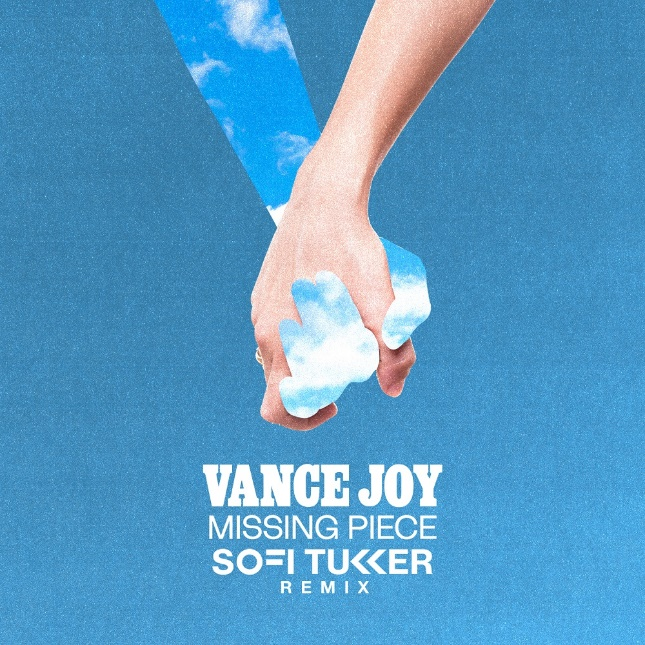 VANCE JOY
MISSING PIECE
SOFI TUKKER
REMIX